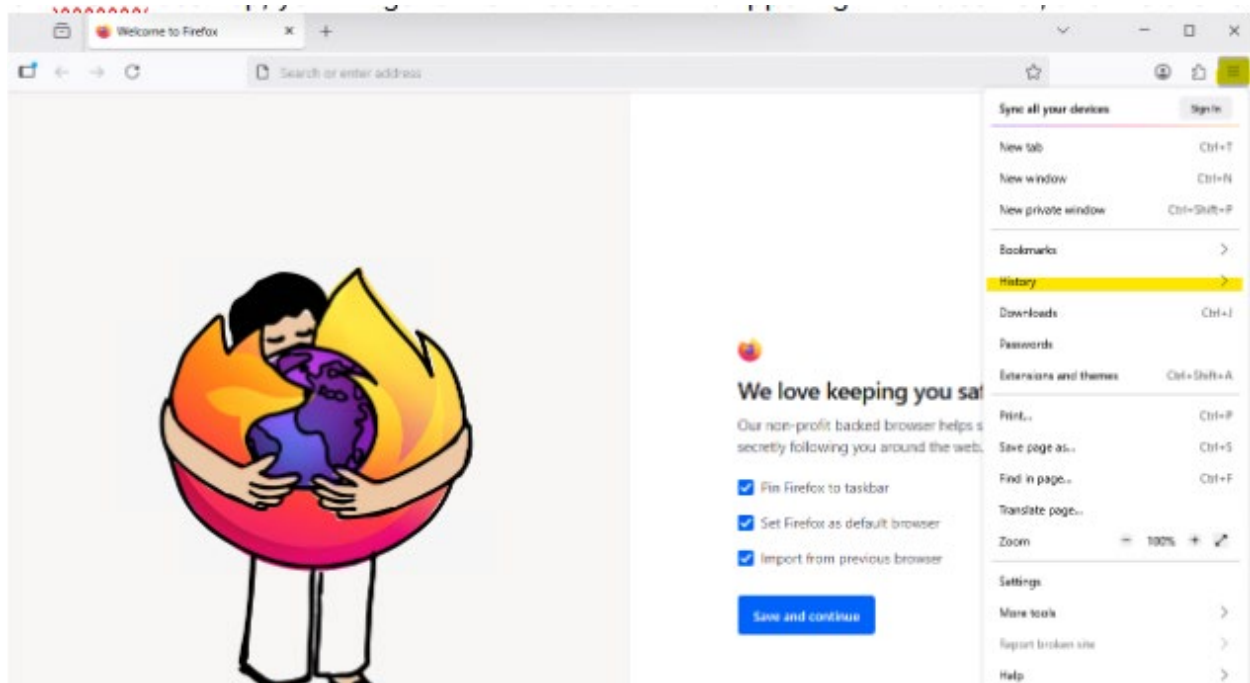 Welcome to Firefox
Search or enter address
Sync all your devices Sign In
New tab Ctrl+T
New window Ctrl+N
New private window Ctrl+Shift+P
Bookmarks
History
Downloads Ctrl+J
Passwords
Extensions and themes Ctrl+Shift+A
Print... Ctrl+P
Save page as... Ctrl+S
Find in page... Ctrl+F
Translate page...
Zoom 100%
Settings
More tools
Report broken site
Help
We love keeping you saf
Our non-profit backed browser helps s
secretly following you around the web.
Pin Firefox to taskbar
Set Firefox as default browser
Import from previous browser
Save and continue